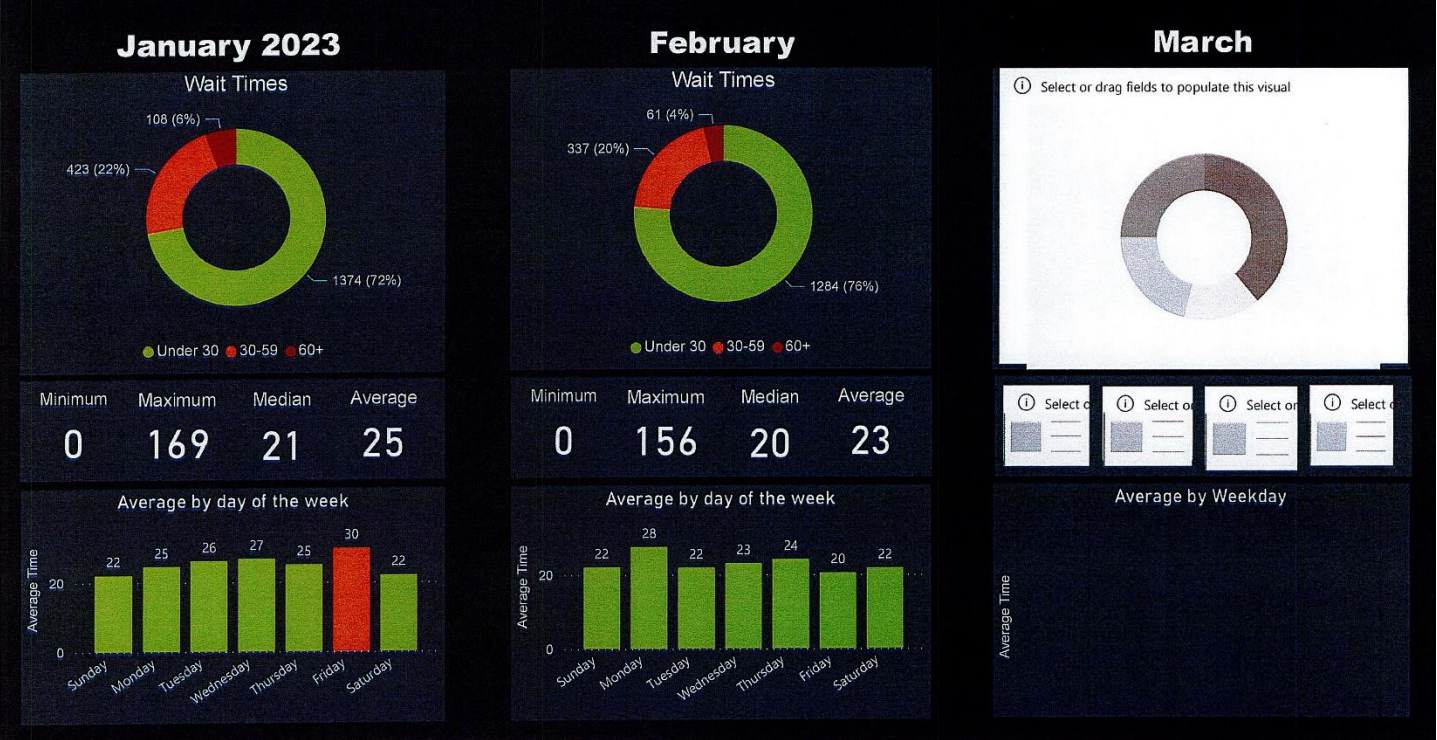 January 2023
Wait Times
108 (6%)
423 (22%)
1374 (72%)
Under 30 30-59 60+
Minimum Maximum Median Average
0 169 21 25
Average by day of the week
Average Time
20
0
22 25 26 27 25 30 22
Sunday Monday Tuesday Wednesday Thursday Friday Saturday
February
Wait Times
61 (4%)
337 (20%)
1284 (76%)
Under 30 30-59 60+
Minimum Maximum Median Average
0 156 20 23
Average by day of the week
Average Time
20
0
22 28 22 23 24 20 22
Sunday Monday Tuesday Wednesday Thursday Friday Saturday
March
Select or drag fields to populate this visual
Select o Select or Select or Select o
Average by Weekday
Average Time